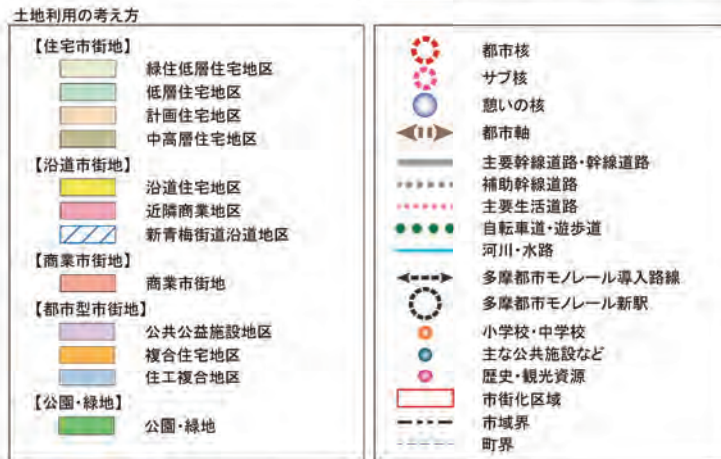 土地利用の考え方
【住宅市街地】
緑住低層住宅地区
低層住宅地区
計画住宅地区
中高層住宅地区
【沿道市街地】
沿道住宅地区
近隣商業地区
新青梅街道沿道地区
【商業市街地】
商業市街地
【都市型市街地】
公共公益施設地区
複合住宅地区
住工複合地区
【公園・緑地】
公園・緑地
都市核
サブ核
憩いの核
都市軸
主要幹線道路・幹線道路
補助幹線道路
主要生活道路
自転車道・遊歩道
河川・水路
多摩都市モノレール導入路線
多摩都市モノレール新駅
小学校・中学校
主な公共施設など
歴史・観光資源
市街化区域
市域界
町界